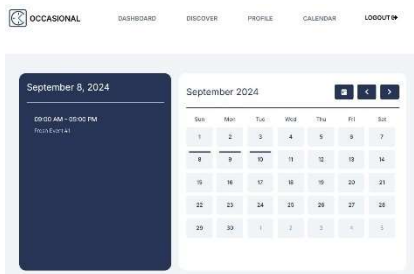 OCCASIONAL
DASHBOARD
DISCOVER
PROFILE
CALENDAR
LOGOUT
September 8, 2024
09:00 AM - 05:00 PM
Fresh Event #1
September 2024
Sun Mon Tue Wed Thu Fri Sat
1 2 3 4 5 6 7
8 9 10 11 12 13 14
15 16 17 18 19 20 21
22 23 24 25 26 27 28
29 30 1 2 3 4 5